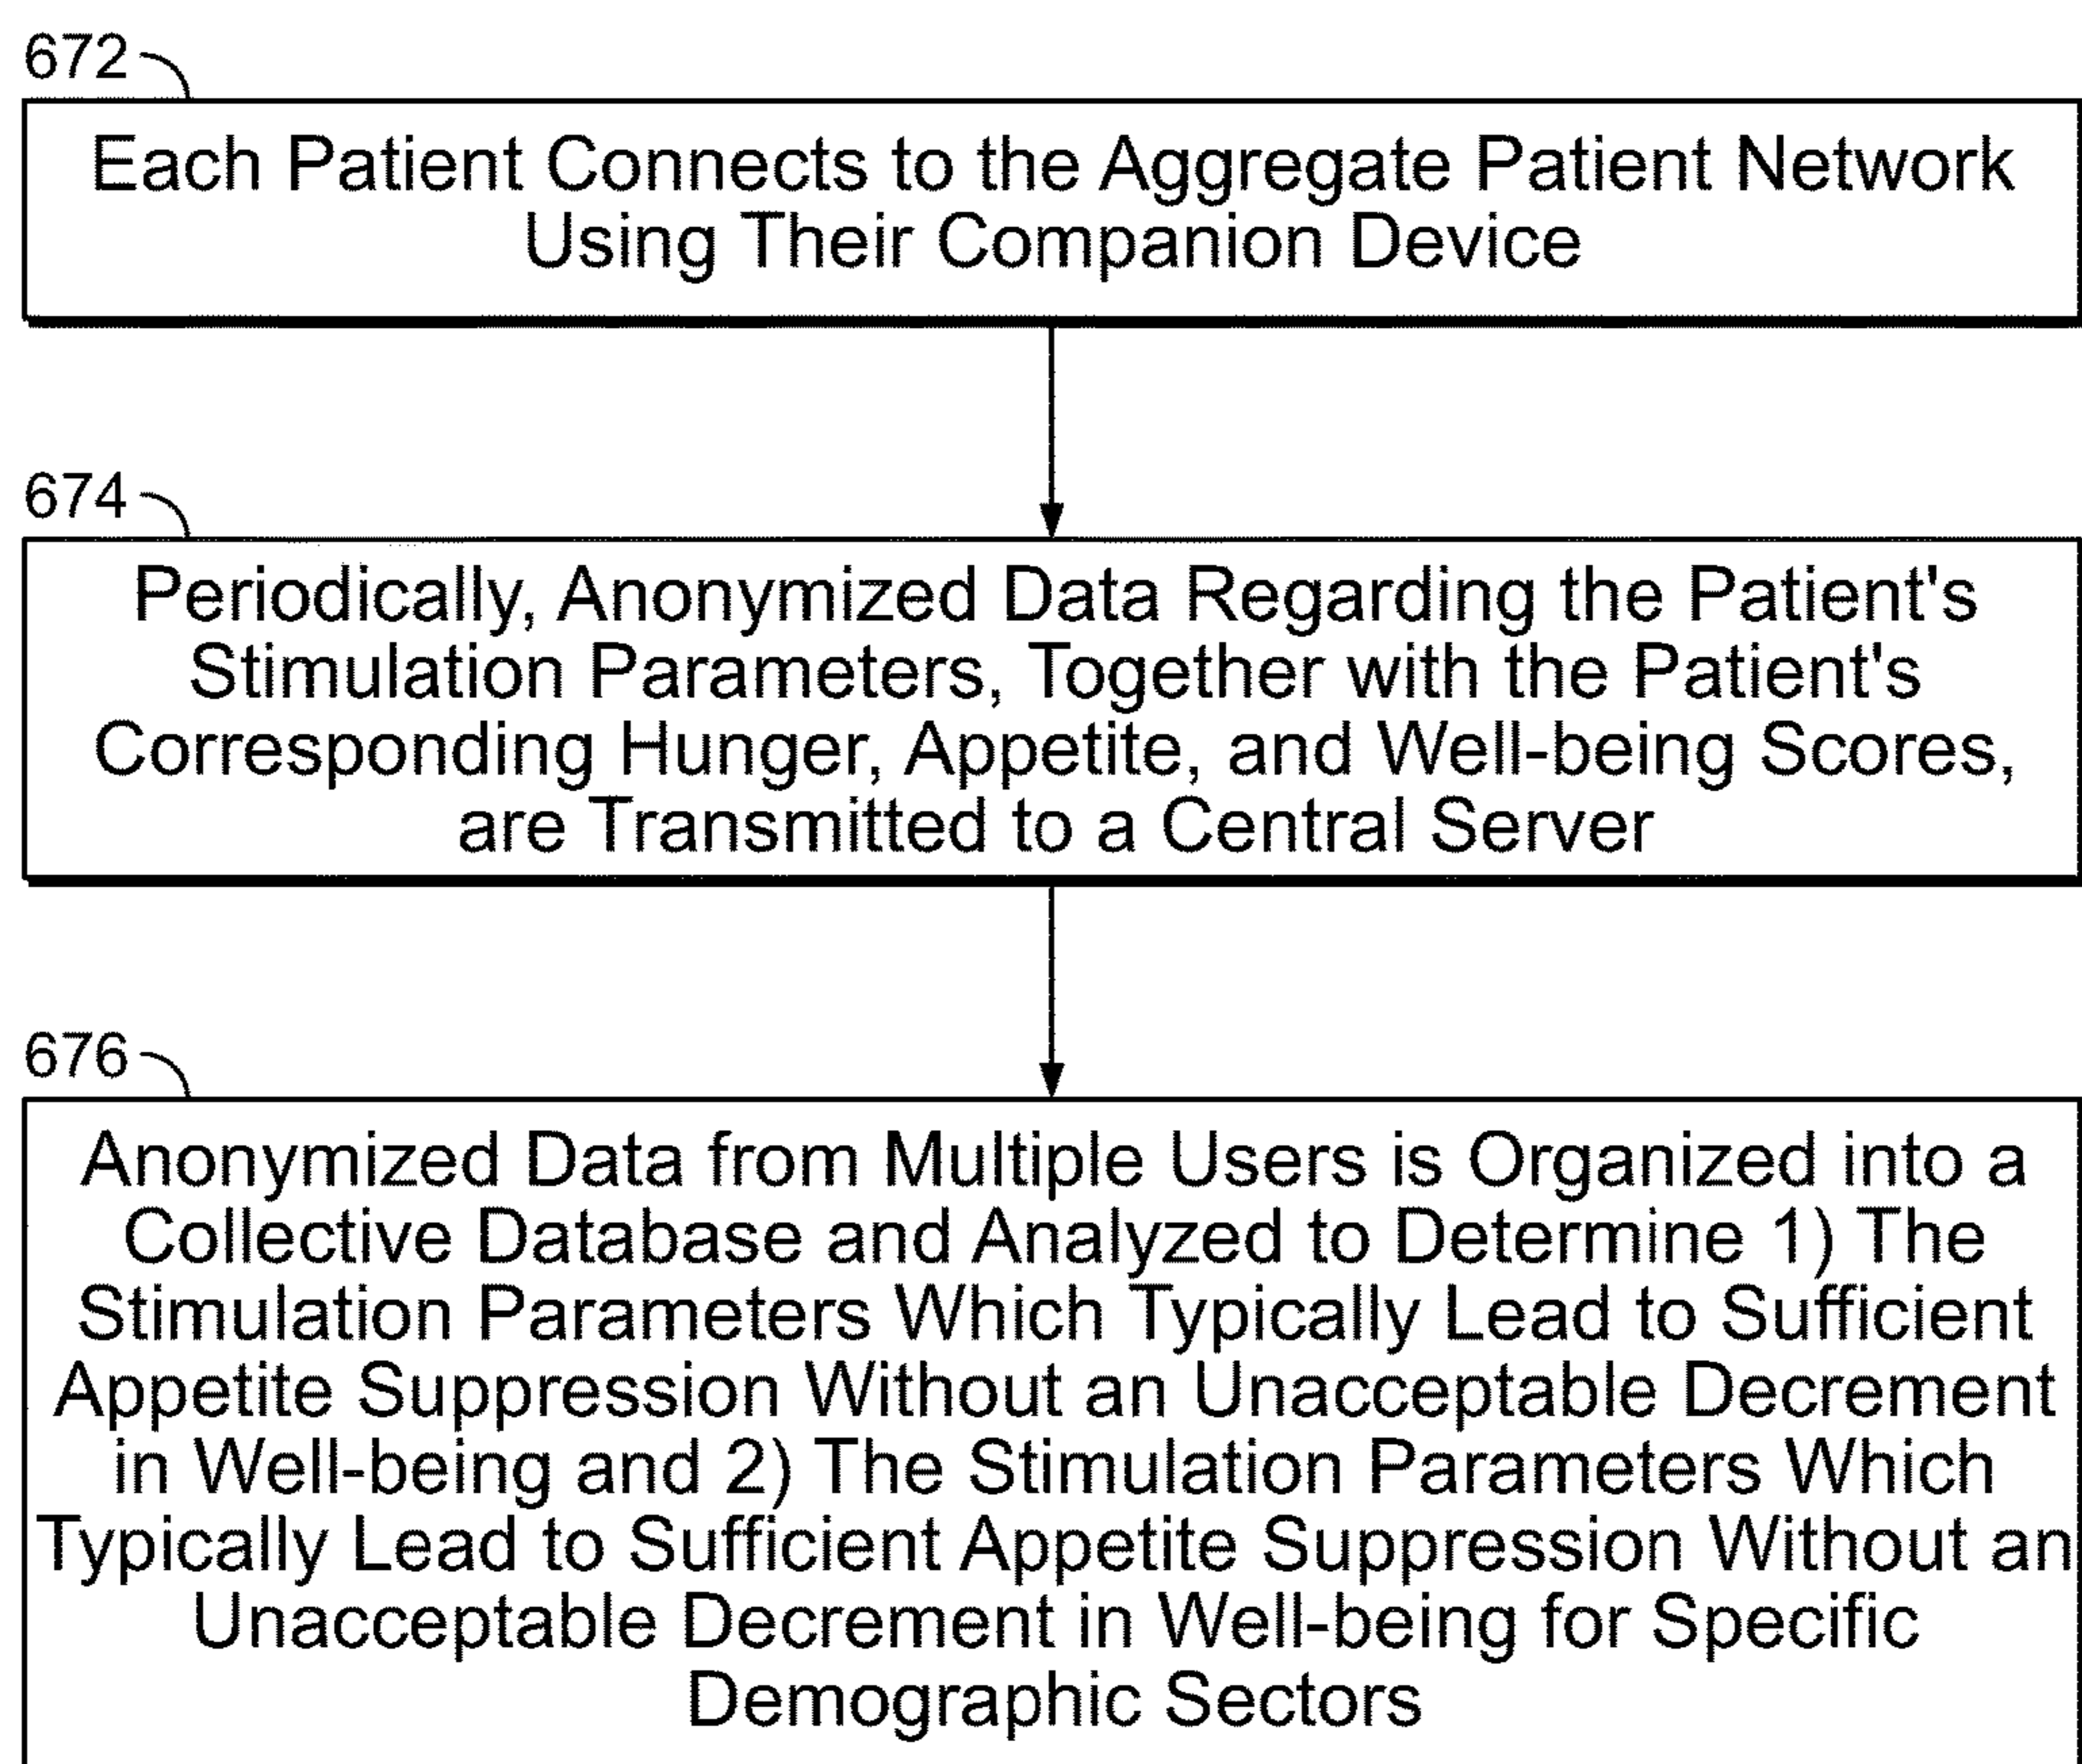 672
Each Patient Connects to the Aggregate Patient Network
Using Their Companion Device
674
Periodically, Anonymized Data Regarding the Patient's
Stimulation Parameters, Together with the Patient's
Corresponding Hunger, Appetite, and Well-being Scores,
are Transmitted to a Central Server
676
Anonymized Data from Multiple Users is Organized into a
Collective Database and Analyzed to Determine 1) The
Stimulation Parameters Which Typically Lead to Sufficient
Appetite Suppression Without an Unacceptable Decrement
in Well-being and 2) The Stimulation Parameters Which
Typically Lead to Sufficient Appetite Suppression Without an
Unacceptable Decrement in Well-being for Specific
Demographic Sectors